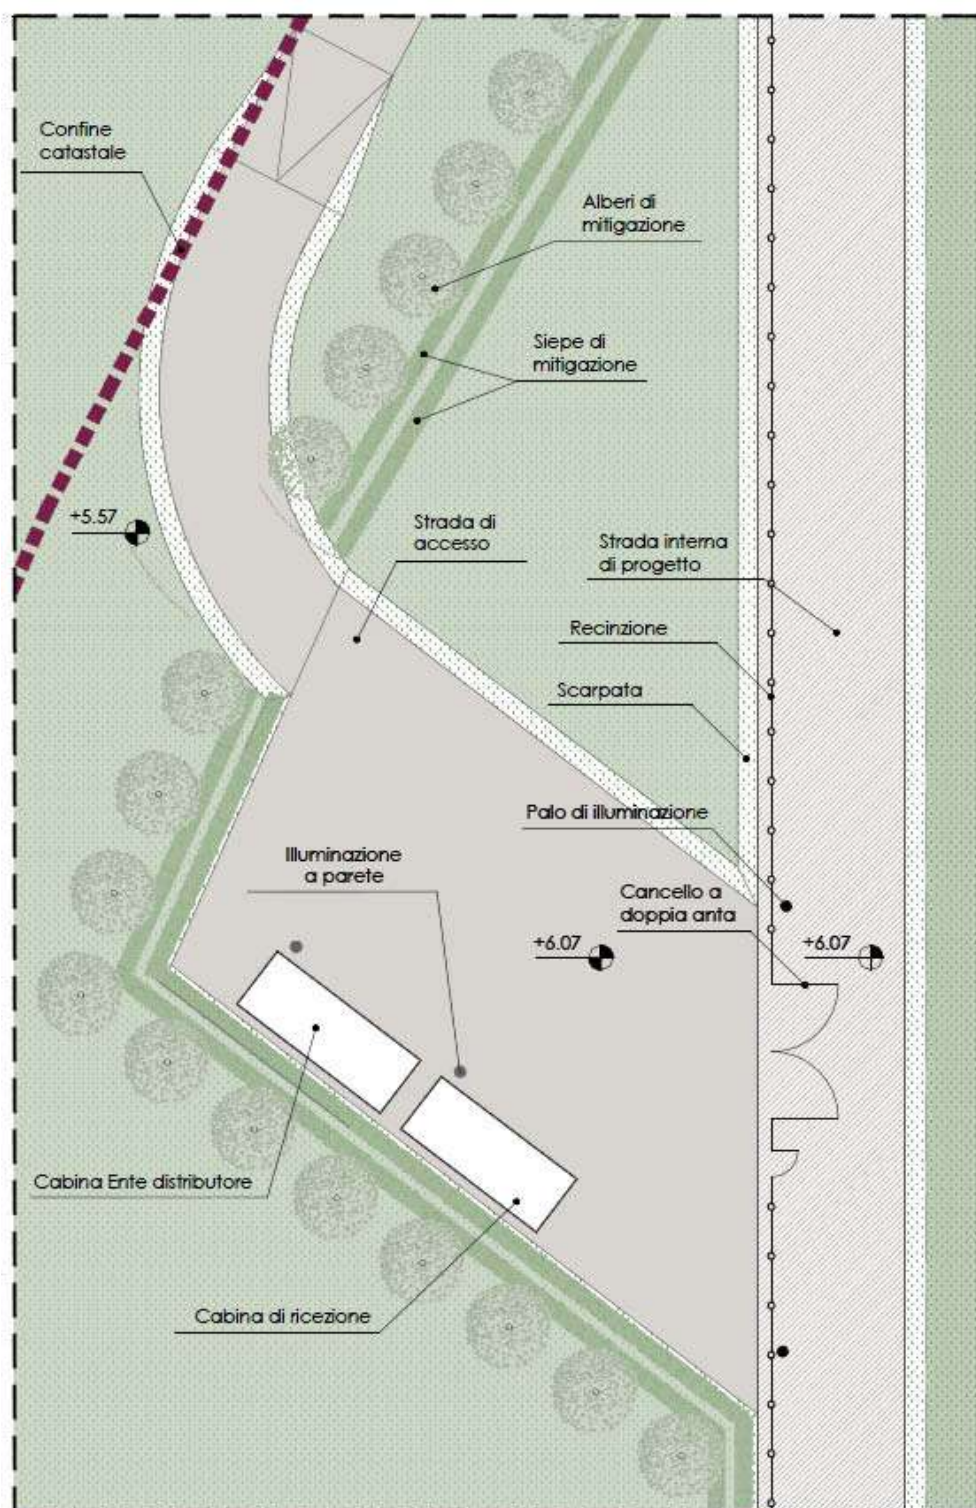 Confine
catastale
Alberi di
mitigazione
Siepe di
mitigazione
+5.57
Strada di
accesso
Strada interna
di progetto
Recinzione
Scarpata
Palo di illuminazione
Illuminazione
a parete
Cancello a
doppia anta
+6.07
+6.07
Cabina Ente distributore
Cabina di ricezione